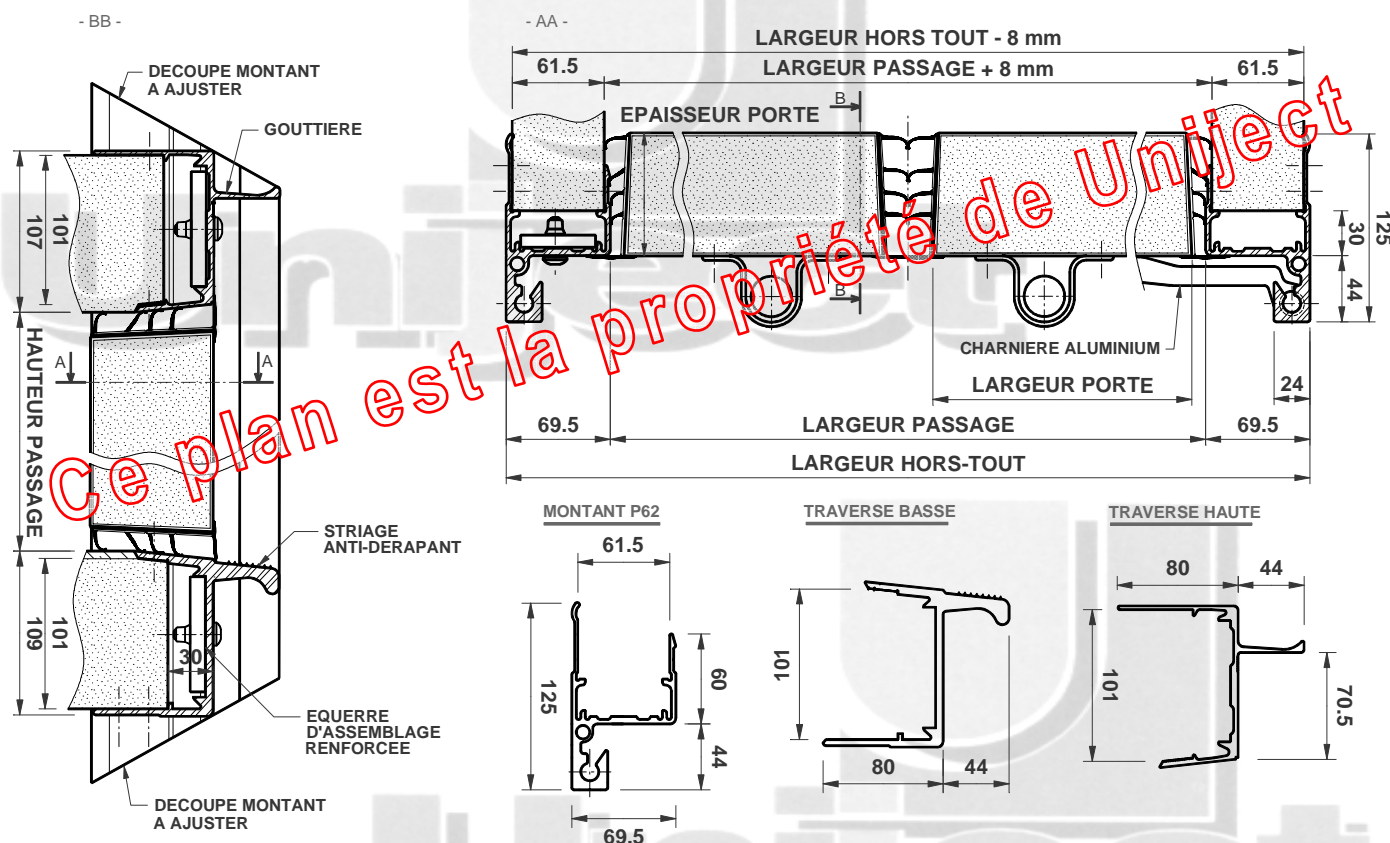 - BB -
DECOUPE MONTANT
A AJUSTER
GOUTTIERE
101
107
HAUTEUR PASSAGE
A
A
STRIAGE
ANTI-DERAPANT
101
109
30
EQUERRE
D'ASSEMBLAGE
RENFORCEE
DECOUPE MONTANT
A AJUSTER
- AA -
LARGEUR HORS TOUT - 8 mm
61.5
LARGEUR PASSAGE + 8 mm
61.5
EPAISSEUR PORTE
B
B
125
30
44
CHARNIERE ALUMINIUM
LARGEUR PORTE
24
69.5
LARGEUR PASSAGE
69.5
LARGEUR HORS-TOUT
Ce plan est la propriété de Uniject
MONTANT P62
61.5
125
60
44
69.5
TRAVERSE BASSE
101
80
44
TRAVERSE HAUTE
80
44
101
70.5
Uniject
Uniject